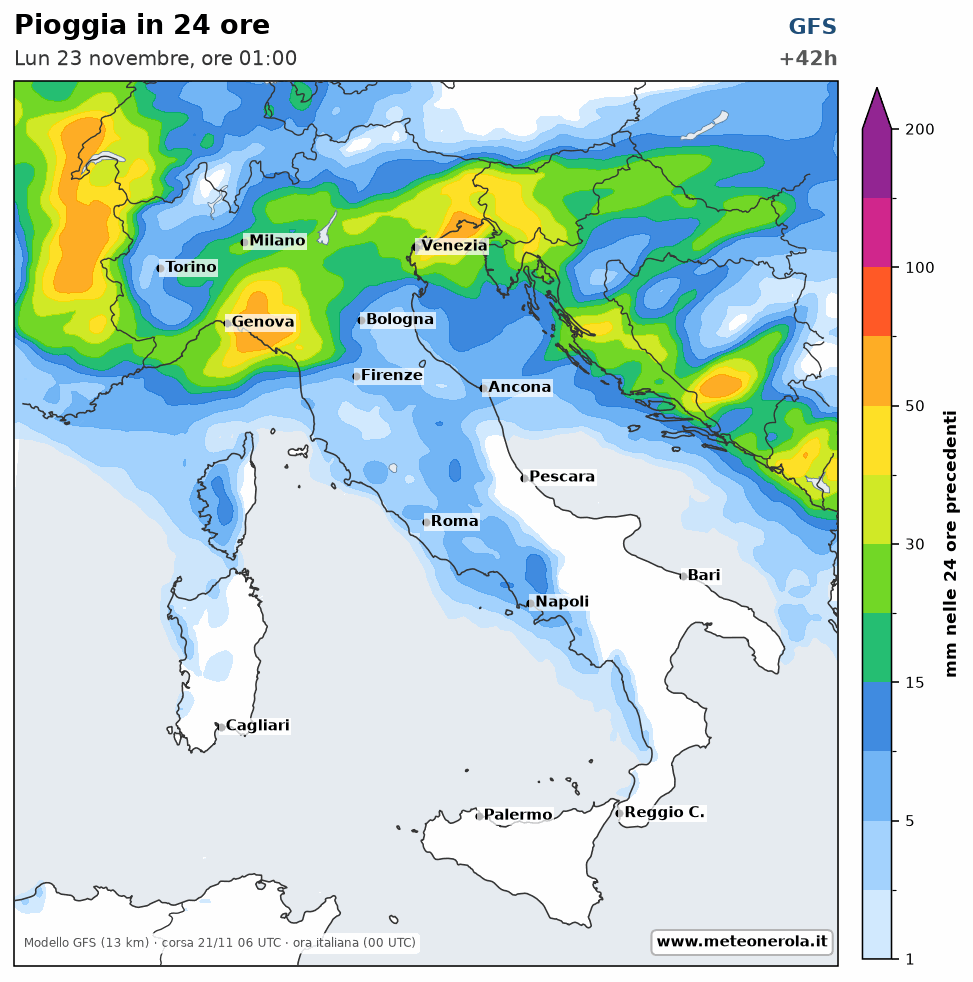 Pioggia in 24 ore
GFS
Lun 23 novembre, ore 01:00
+42h
200
100
50
30
15
5
1
mm nelle 24 ore precedenti
Milano
Venezia
Torino
Genova
Bologna
Firenze
Ancona
Pescara
Roma
Bari
Napoli
Cagliari
Palermo
Reggio C.
Modello GFS (13 km) · corsa 21/11 06 UTC · ora italiana (00 UTC)
www.meteonerola.it